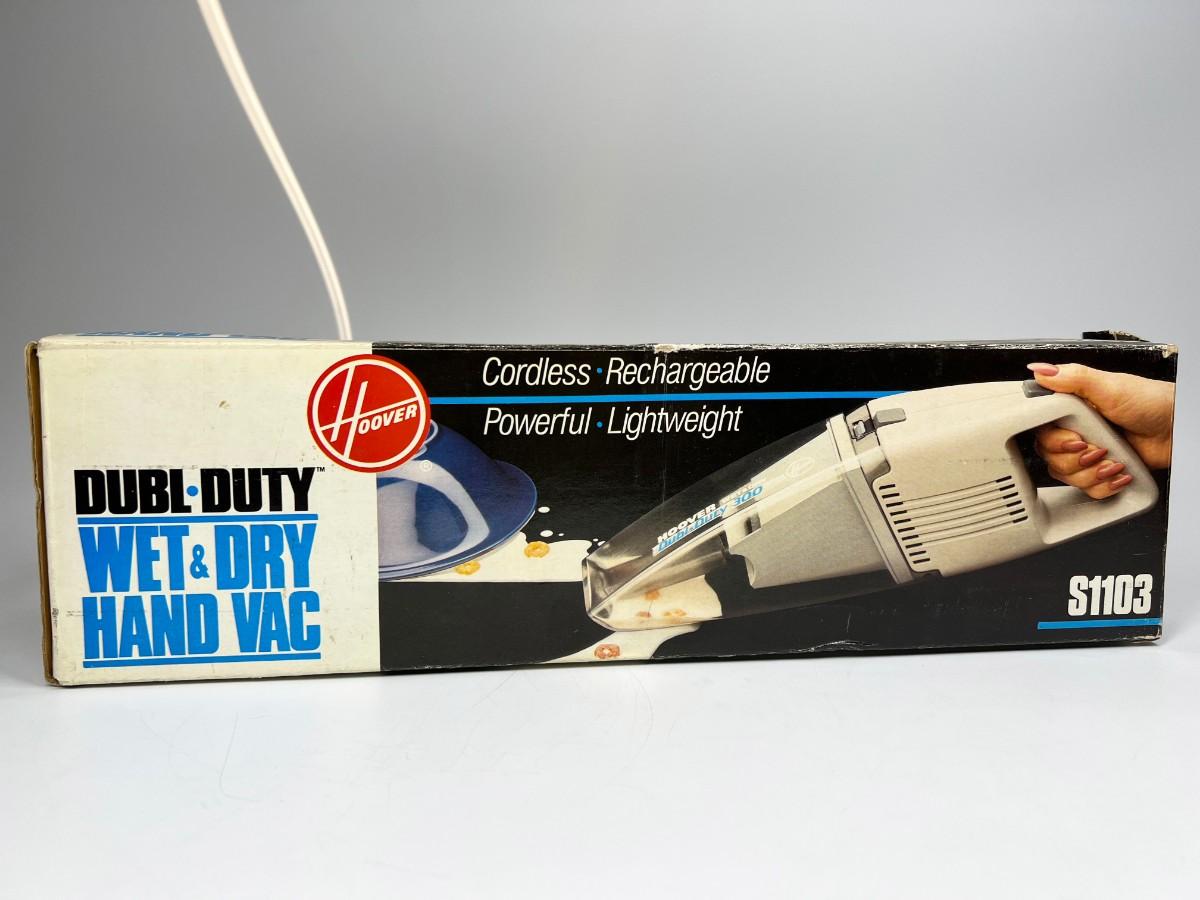 Cordless • Rechargeable
Powerful • Lightweight
HOOVER
®
DUBL•DUTY™
WET & DRY
HAND VAC
HOOVER
Dubl-Duty 300
S1103